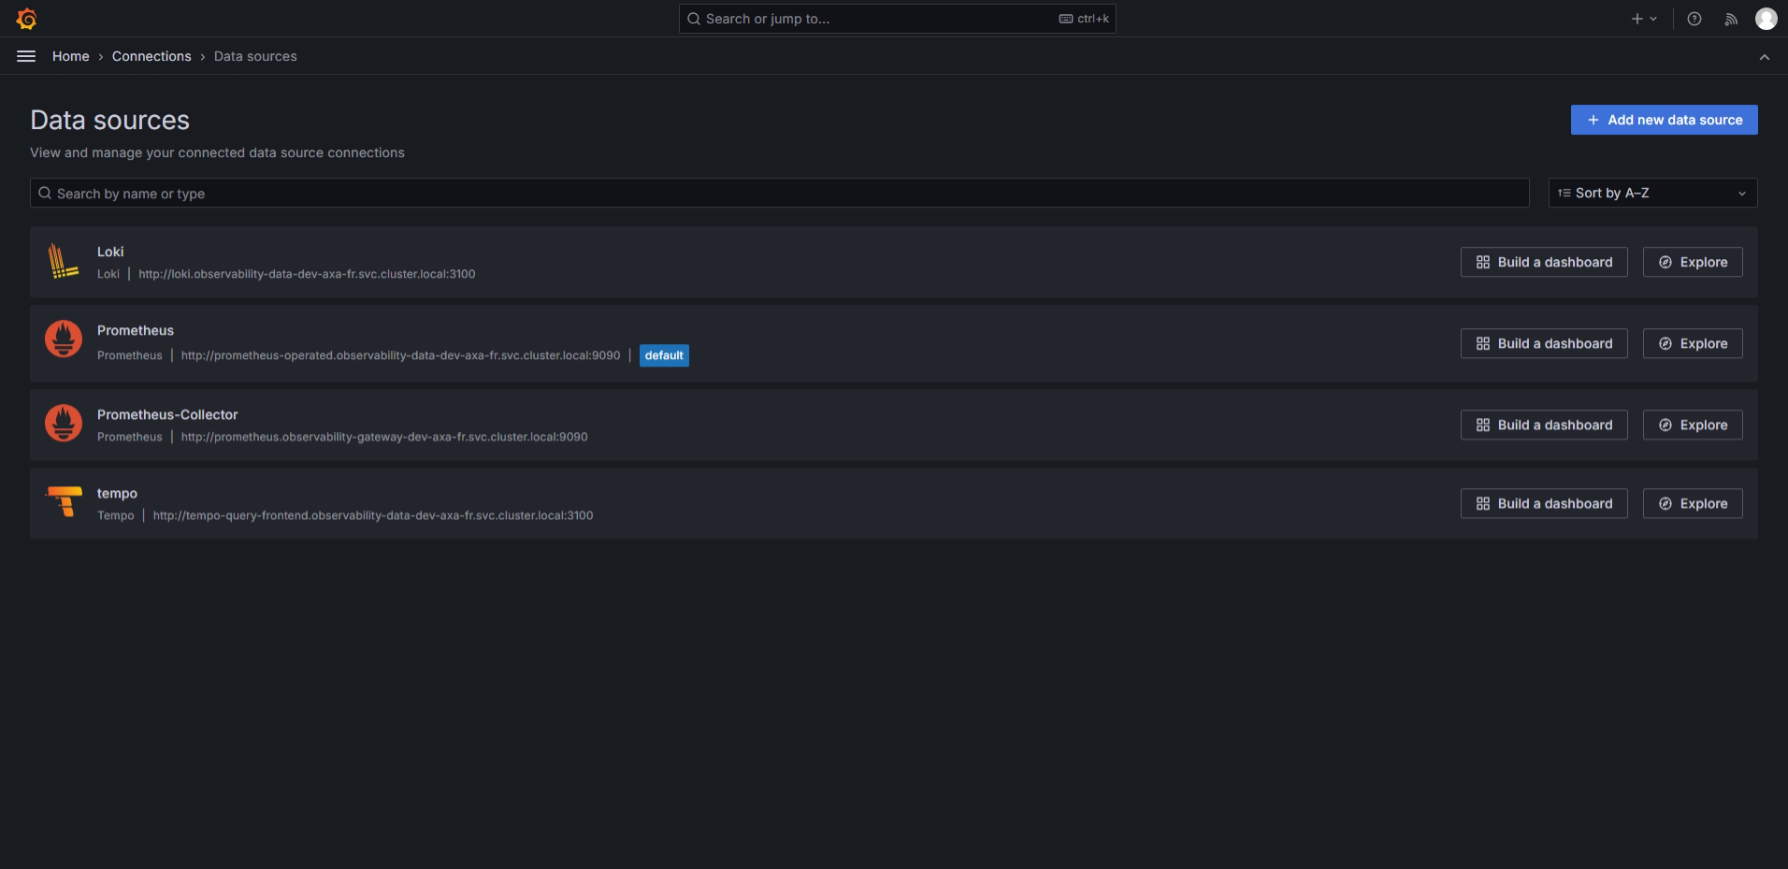 Search or jump to... ctrl+k
Home › Connections › Data sources
Data sources
Add new data source
View and manage your connected data source connections
Search by name or type
Sort by A–Z
Loki
Loki | http://loki.observability-data-dev-axa-fr.svc.cluster.local:3100
Build a dashboard
Explore
Prometheus
Prometheus | http://prometheus-operated.observability-data-dev-axa-fr.svc.cluster.local:9090 | default
Build a dashboard
Explore
Prometheus-Collector
Prometheus | http://prometheus.observability-gateway-dev-axa-fr.svc.cluster.local:9090
Build a dashboard
Explore
tempo
Tempo | http://tempo-query-frontend.observability-data-dev-axa-fr.svc.cluster.local:3100
Build a dashboard
Explore